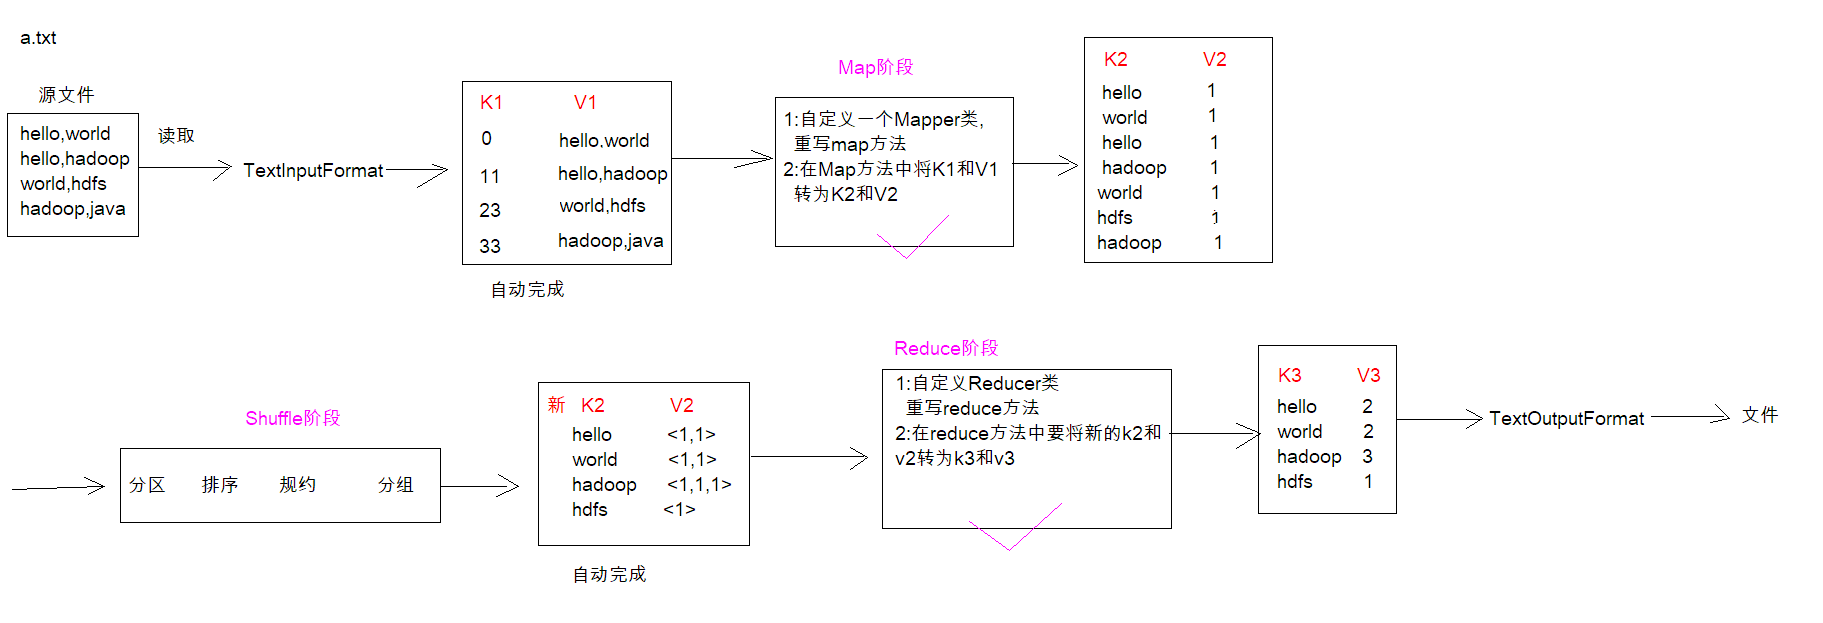 a.txt
源文件
hello,world
hello,hadoop
world,hdfs
hadoop,java
读取
TextInputFormat
K1 V1
0 hello,world
11 hello,hadoop
23 world,hdfs
33 hadoop,java
自动完成
Map阶段
1:自定义一个Mapper类,
重写map方法
2:在Map方法中将K1和V1
转为K2和V2
K2 V2
hello 1
world 1
hello 1
hadoop 1
world 1
hdfs 1
hadoop 1
Shuffle阶段
分区 排序 规约 分组
新 K2 V2
hello <1,1>
world <1,1>
hadoop <1,1,1>
hdfs <1>
自动完成
Reduce阶段
1:自定义Reducer类
重写reduce方法
2:在reduce方法中要将新的k2和
v2转为k3和v3
K3 V3
hello 2
world 2
hadoop 3
hdfs 1
TextOutputFormat
文件